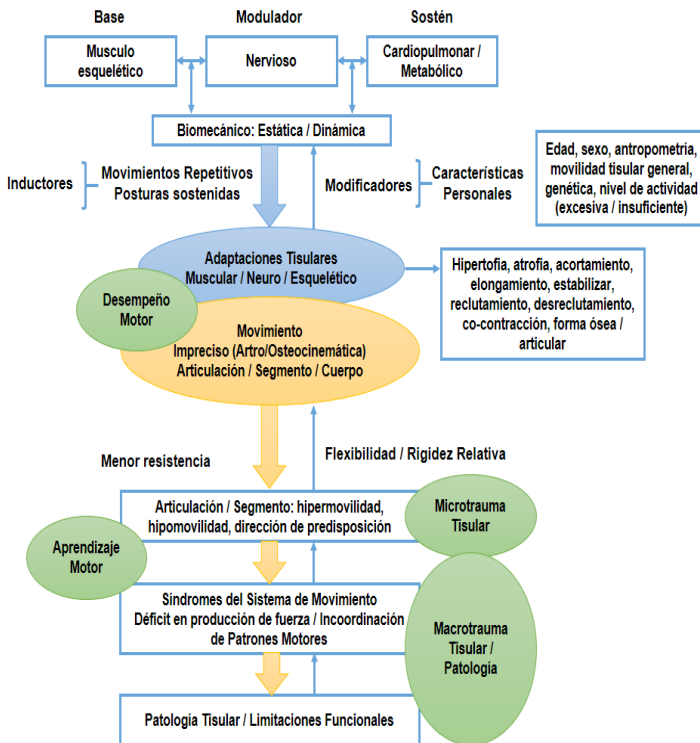 Base
Modulador
Sostén
Musculo
esquelético
Nervioso
Cardiopulmonar /
Metabólico
Biomecánico: Estática / Dinámica
Inductores
Movimientos Repetitivos
Posturas sostenidas
Modificadores
Características
Personales
Edad, sexo, antropometría,
movilidad tisular general,
genética, nivel de actividad
(excesiva / insuficiente)
Adaptaciones Tisulares
Muscular / Neuro / Esquelético
Hipertofia, atrofia, acortamiento,
elongamiento, estabilizar,
reclutamiento, desreclutamiento,
co-contracción, forma ósea /
articular
Desempeño
Motor
Movimiento
Impreciso (Artro/Osteocinemática)
Articulación / Segmento / Cuerpo
Menor resistencia
Flexibilidad / Rigidez Relativa
Articulación / Segmento: hipermovilidad,
hipomovilidad, dirección de predisposición
Microtrauma
Tisular
Aprendizaje
Motor
Síndromes del Sistema de Movimiento
Déficit en producción de fuerza / Incoordinación
de Patrones Motores
Macrotrauma
Tisular /
Patología
Patología Tisular / Limitaciones Funcionales